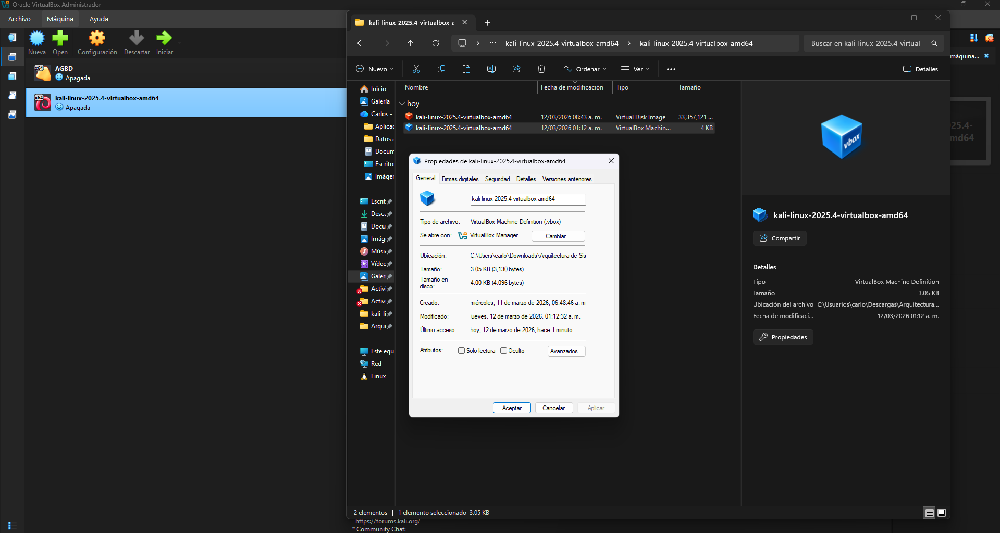 Oracle VirtualBox Administrador
Archivo Máquina Ayuda
Nueva Open Configuración Descartar Iniciar
x64 AGBD
Apagada
x64 kali-linux-2025.4-virtualbox-amd64
Apagada
kali-linux-2025.4-virtualbox-a
kali-linux-2025.4-virtualbox-amd64 > kali-linux-2025.4-virtualbox-amd64
Buscar en kali-linux-2025.4-virtual
Nuevo Ordenar Ver Detalles
máquina...
25.4-
md64
Inicio
Galería
Carlos -
Aplicac
Datos a
Docum
Escrito
Imáger
Escrit
Desca
Docu
Imág
Músic
Vídec
Galer
Activ
Activ
kali-li
Arqui
Este equ
Red
Linux
Nombre Fecha de modificación Tipo Tamaño
hoy
kali-linux-2025.4-virtualbox-amd64 12/03/2026 08:43 a. m. Virtual Disk Image 33,357,121 ...
kali-linux-2025.4-virtualbox-amd64 12/03/2026 01:12 a. m. VirtualBox Machin... 4 KB
Propiedades de kali-linux-2025.4-virtualbox-amd64
General Firmas digitales Seguridad Detalles Versiones anteriores
kali-linux-2025.4-virtualbox-amd64
Tipo de archivo: VirtualBox Machine Definition (.vbox)
Se abre con: VirtualBox Manager Cambiar...
Ubicación: C:\Users\carlo\Downloads\Arquitectura de Sis
Tamaño: 3.05 KB (3,130 bytes)
Tamaño en disco: 4.00 KB (4,096 bytes)
Creado: miércoles, 11 de marzo de 2026, 06:48:46 a. m
Modificado: jueves, 12 de marzo de 2026, 01:12:32 a. m.
Último acceso: hoy, 12 de marzo de 2026, hace 1 minuto
Atributos: Solo lectura Oculto Avanzados...
Aceptar Cancelar Aplicar
vbox
kali-linux-2025.4-virtualbox-amd64
Compartir
Detalles
Tipo VirtualBox Machine Definition
Tamaño 3.05 KB
Ubicación del archivo C:\Usuarios\carlo\Descargas\Arquitectura...
Fecha de modificaci... 12/03/2026 01:12 a. m.
Propiedades
2 elementos | 1 elemento seleccionado 3.05 KB |
https://forums.kali.org/
* Community Chat: